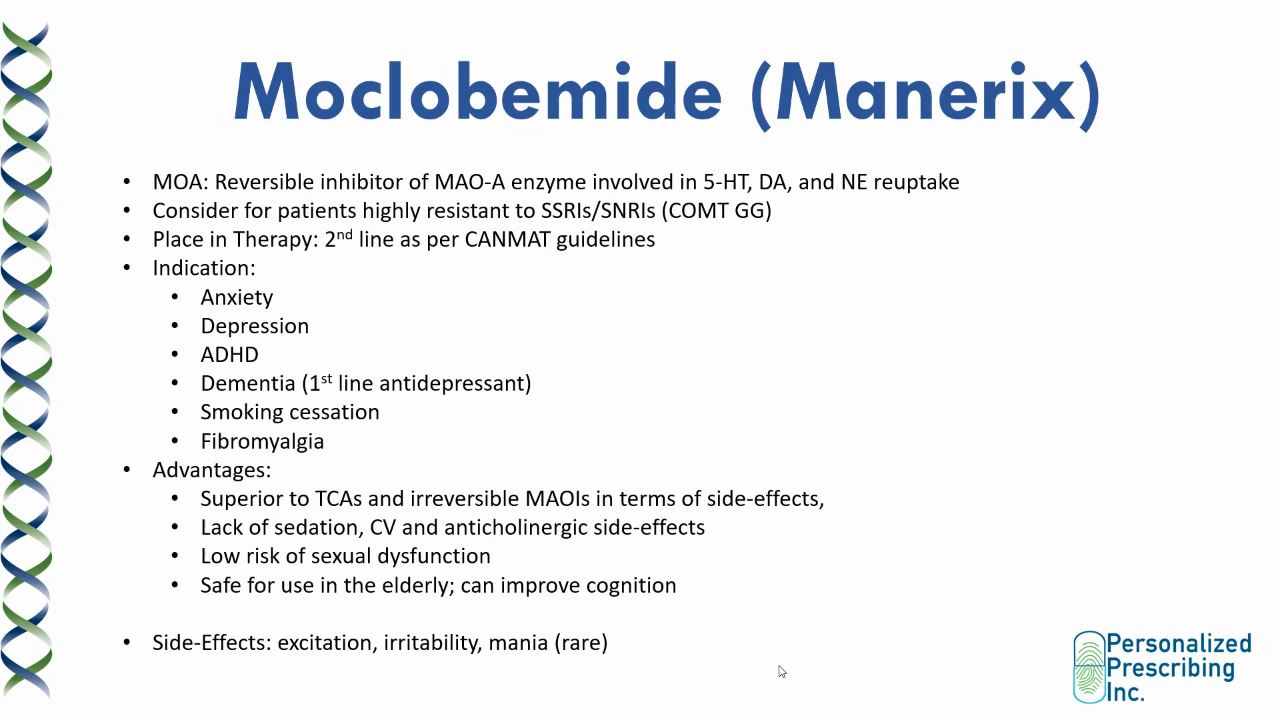 Moclobemide (Manerix)
• MOA: Reversible inhibitor of MAO-A enzyme involved in 5-HT, DA, and NE reuptake
• Consider for patients highly resistant to SSRIs/SNRIs (COMT GG)
• Place in Therapy: 2nd line as per CANMAT guidelines
• Indication:
• Anxiety
• Depression
• ADHD
• Dementia (1st line antidepressant)
• Smoking cessation
• Fibromyalgia
• Advantages:
• Superior to TCAs and irreversible MAOIs in terms of side-effects,
• Lack of sedation, CV and anticholinergic side-effects
• Low risk of sexual dysfunction
• Safe for use in the elderly; can improve cognition
• Side-Effects: excitation, irritability, mania (rare)
Personalized
Prescribing
Inc.